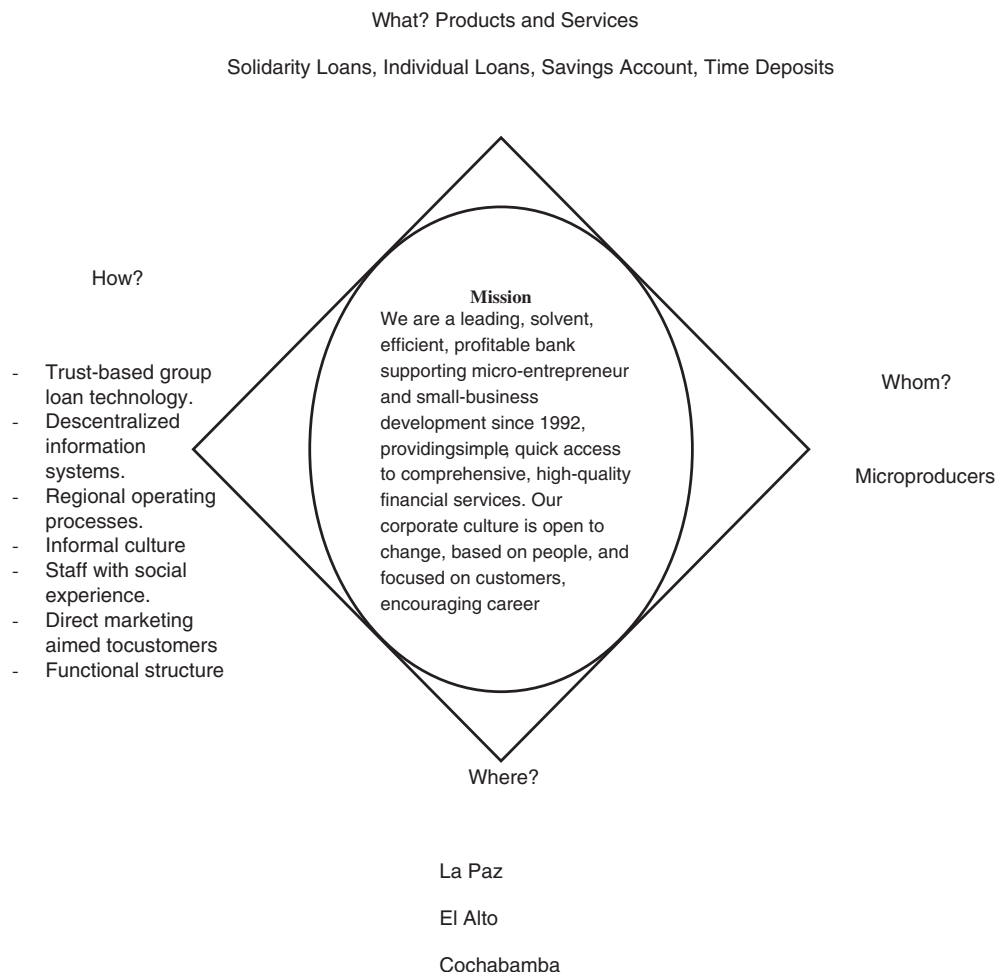 What? Products and Services
Solidarity Loans, Individual Loans, Savings Account, Time Deposits
How?
- Trust-based group
loan technology.
- Descentralized
information
systems.
- Regional operating
processes.
- Informal culture
- Staff with social
experience.
- Direct marketing
aimed tocustomers
- Functional structure
Mission
We are a leading, solvent,
efficient, profitable bank
supporting micro-entrepreneur
and small-business
development since 1992,
providingsimple, quick access
to comprehensive, high-quality
financial services. Our
corporate culture is open to
change, based on people, and
focused on customers,
encouraging career
Whom?
Microproducers
Where?
La Paz
El Alto
Cochabamba